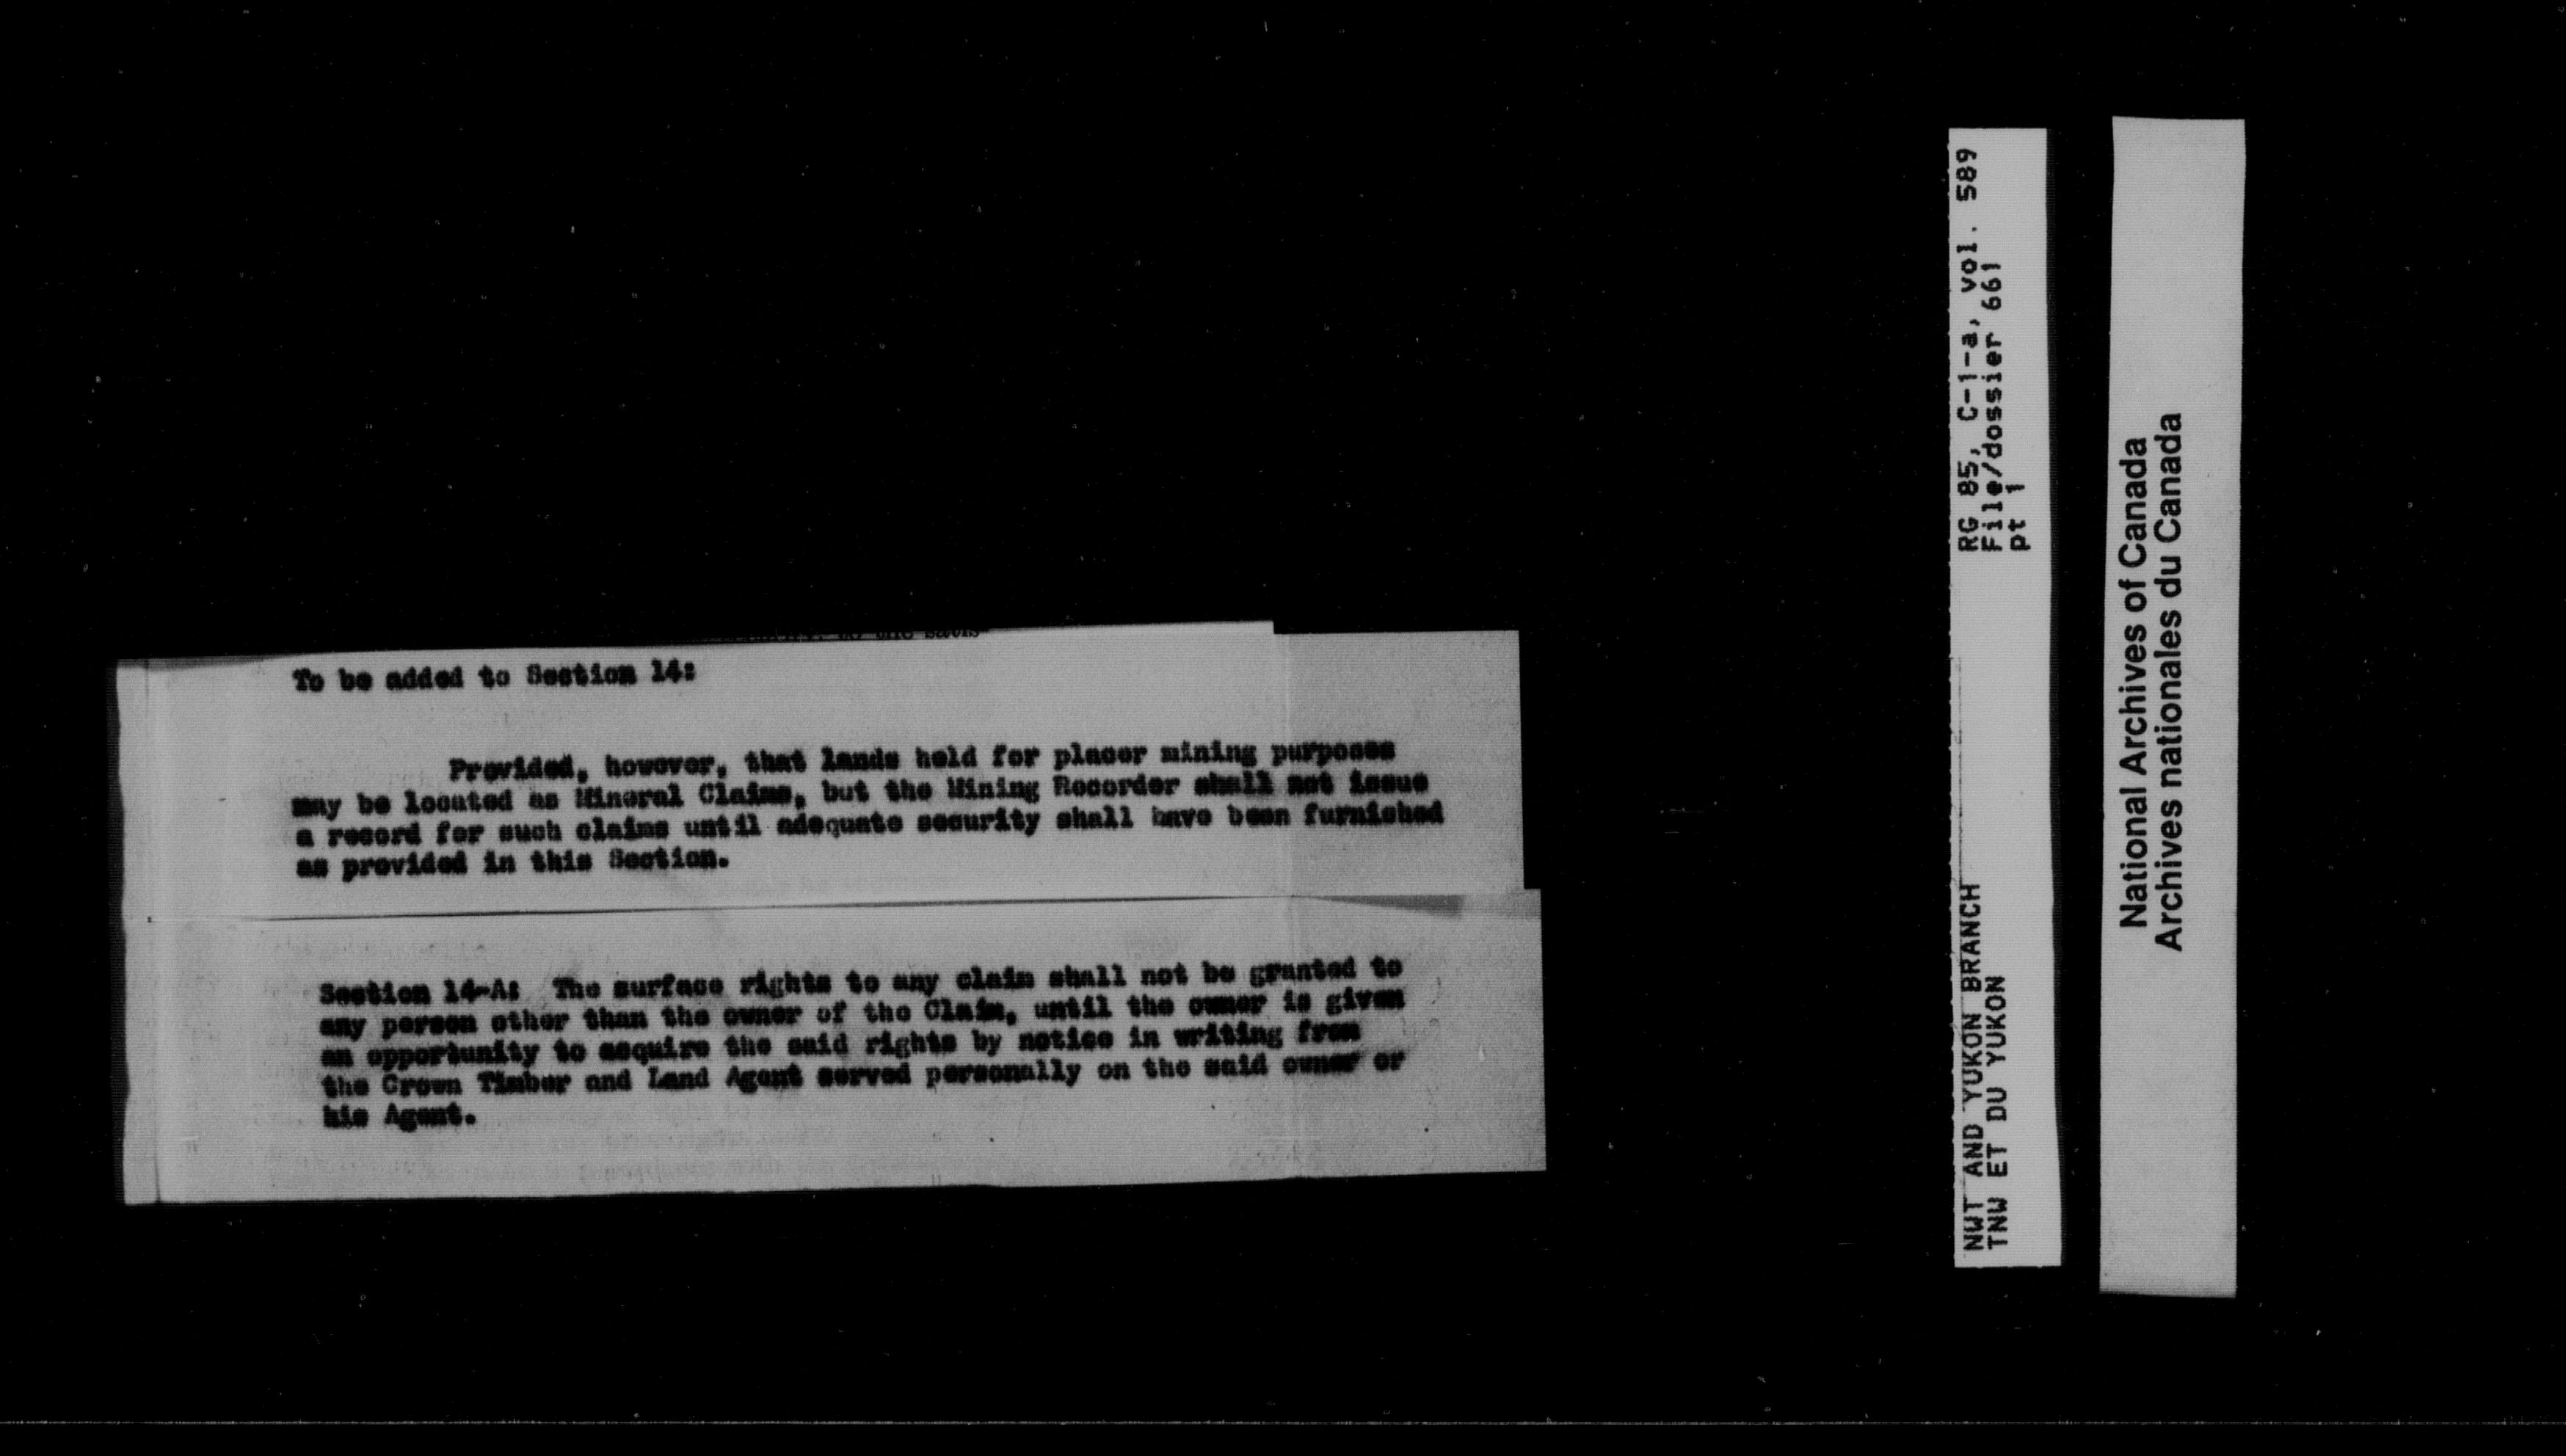 to the satis-
To be added to Section 14:
Provided, however, that lands held for placer mining purposes
may be located as Mineral Claims, but the Mining Recorder shall not issue
a record for such claims until adequate security shall have been furnished
as provided in this Section.
Section 14-A: The surface rights to any claim shall not be granted to
any person other than the owner of the Claim, until the owner is given
an opportunity to acquire the said rights by notice in writing from
the Crown Timber and Land Agent served personally on the said owner or
his Agent.
NWT AND YUKON BRANCH RG 85, C-1-a, vol. 589
TNW ET DU YUKON File/dossier 661
pt 1
National Archives of Canada
Archives nationales du Canada